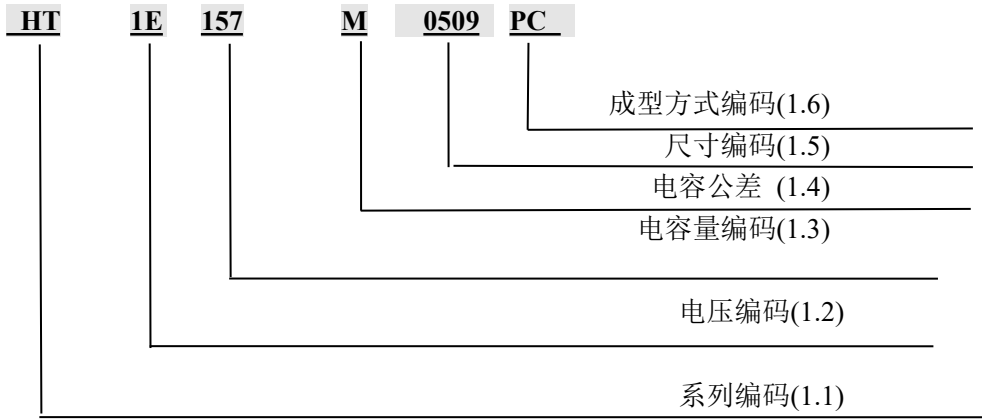 HT 1E 157 M 0509 PC
成型方式编码(1.6)
尺寸编码(1.5)
电容公差 (1.4)
电容量编码(1.3)
电压编码(1.2)
系列编码(1.1)